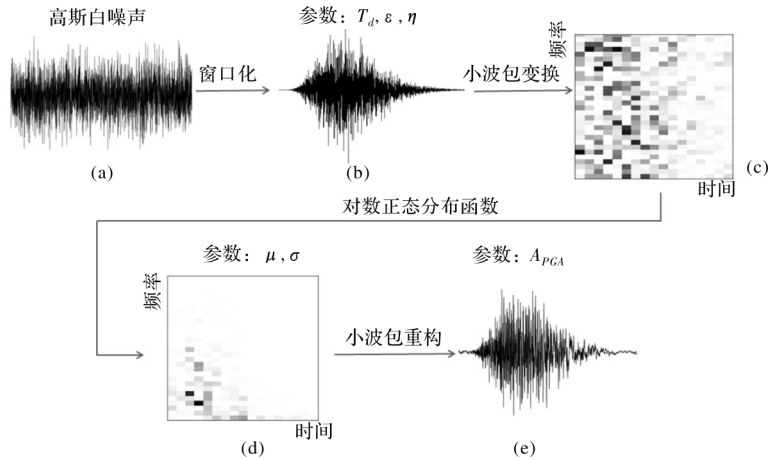 高斯白噪声
参数：T_d, ε, η
窗口化
小波包变换
频率
时间
(a)
(b)
(c)
对数正态分布函数
参数：μ, σ
参数：A_PGA
频率
小波包重构
时间
(d)
(e)